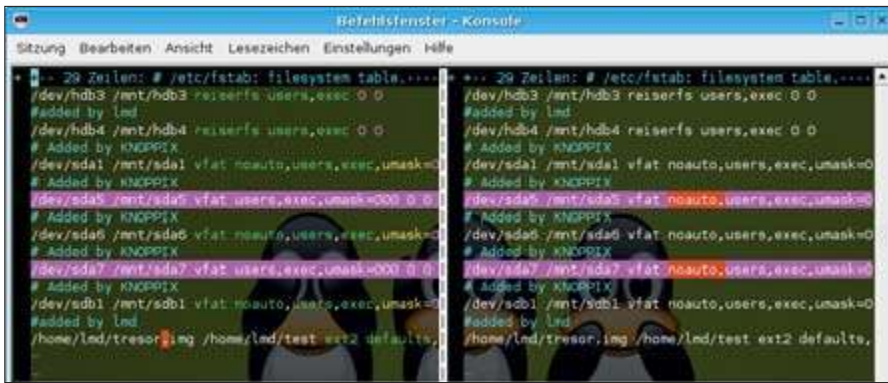 Befehlsfenster - Konsole
Sitzung Bearbeiten Ansicht Lesezeichen Einstellungen Hilfe
+ +-- 29 Zeilen: # /etc/fstab: filesystem table.----
/dev/hdb3 /mnt/hdb3 reiserfs users,exec 0 0
#added by lmd
/dev/hdb4 /mnt/hdb4 reiserfs users,exec 0 0
# Added by KNOPPIX
/dev/sda1 /mnt/sda1 vfat noauto,users,exec,umask=0
# Added by KNOPPIX
/dev/sda5 /mnt/sda5 vfat users,exec,umask=000 0 0
# Added by KNOPPIX
/dev/sda6 /mnt/sda6 vfat noauto,users,exec,umask=0
# Added by KNOPPIX
/dev/sda7 /mnt/sda7 vfat users,exec,umask=000 0 0
# Added by KNOPPIX
/dev/sdb1 /mnt/sdb1 vfat noauto,users,exec,umask=0
#added by lmd
/home/lmd/tresor.img /home/lmd/test ext2 defaults,
+ +-- 29 Zeilen: # /etc/fstab: filesystem table.----
/dev/hdb3 /mnt/hdb3 reiserfs users,exec 0 0
#added by lmd
/dev/hdb4 /mnt/hdb4 reiserfs users,exec 0 0
# Added by KNOPPIX
/dev/sda1 /mnt/sda1 vfat noauto,users,exec,umask=0
# Added by KNOPPIX
/dev/sda5 /mnt/sda5 vfat noauto,users,exec,umask=0
# Added by KNOPPIX
/dev/sda6 /mnt/sda6 vfat noauto,users,exec,umask=0
# Added by KNOPPIX
/dev/sda7 /mnt/sda7 vfat noauto,users,exec,umask=0
# Added by KNOPPIX
/dev/sdb1 /mnt/sdb1 vfat noauto,users,exec,umask=0
#added by lmd
/home/lmd/tresor.img /home/lmd/test ext2 defaults,